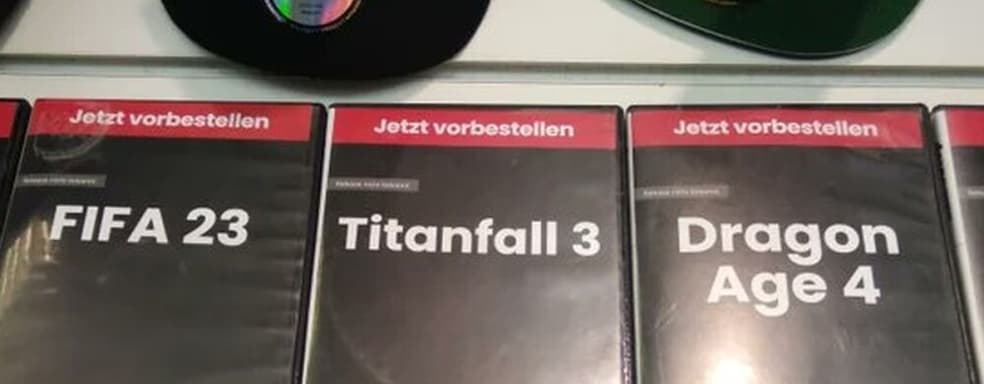 Jetzt vorbestellen
FIFA 23
Jetzt vorbestellen
Titanfall 3
Jetzt vorbestellen
Dragon
Age 4